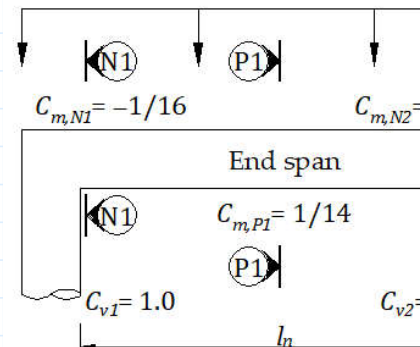 N1 P1
C_{m,N1}= −1/16 C_{m,N2}=
End span
N1 C_{m,P1}= 1/14
P1
C_{v1}= 1.0 C_{v2}=
l_n